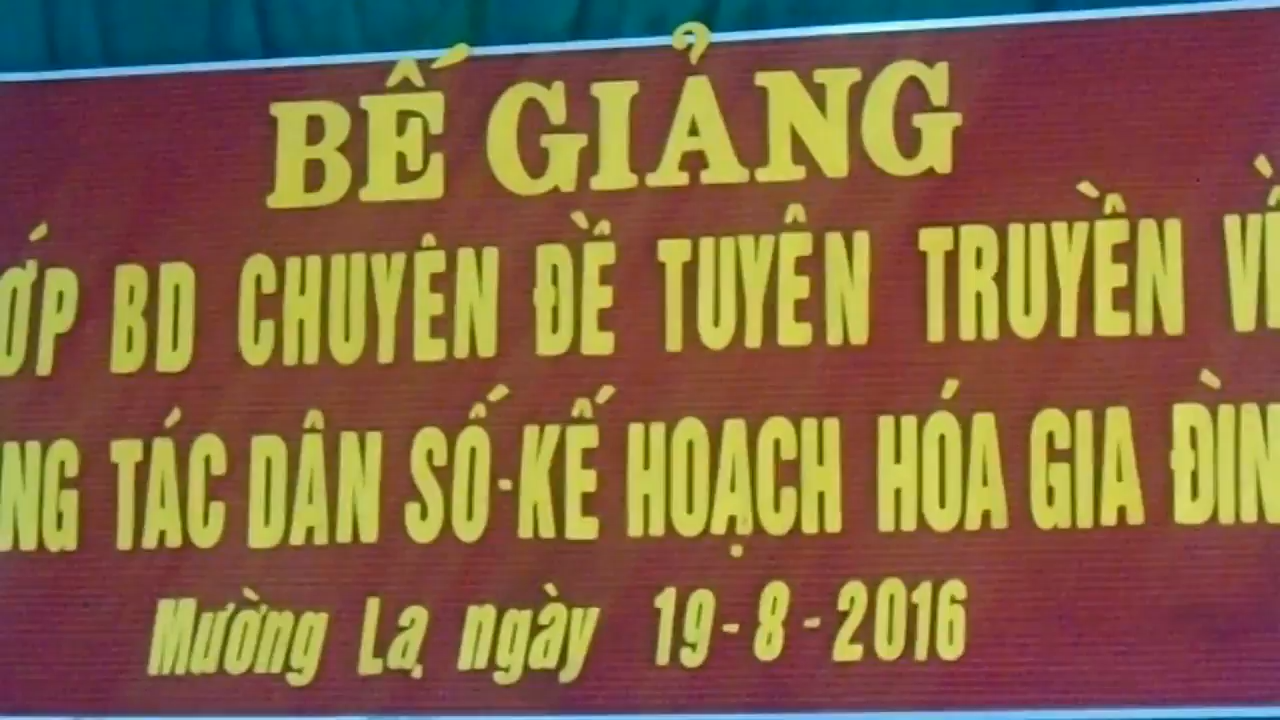 BẾ GIẢNG
ỚP BD CHUYÊN ĐỀ TUYÊN TRUYỀN VỀ
NG TÁC DÂN SỐ-KẾ HOẠCH HÓA GIA ĐÌN
Mường La, ngày 19-8-2016